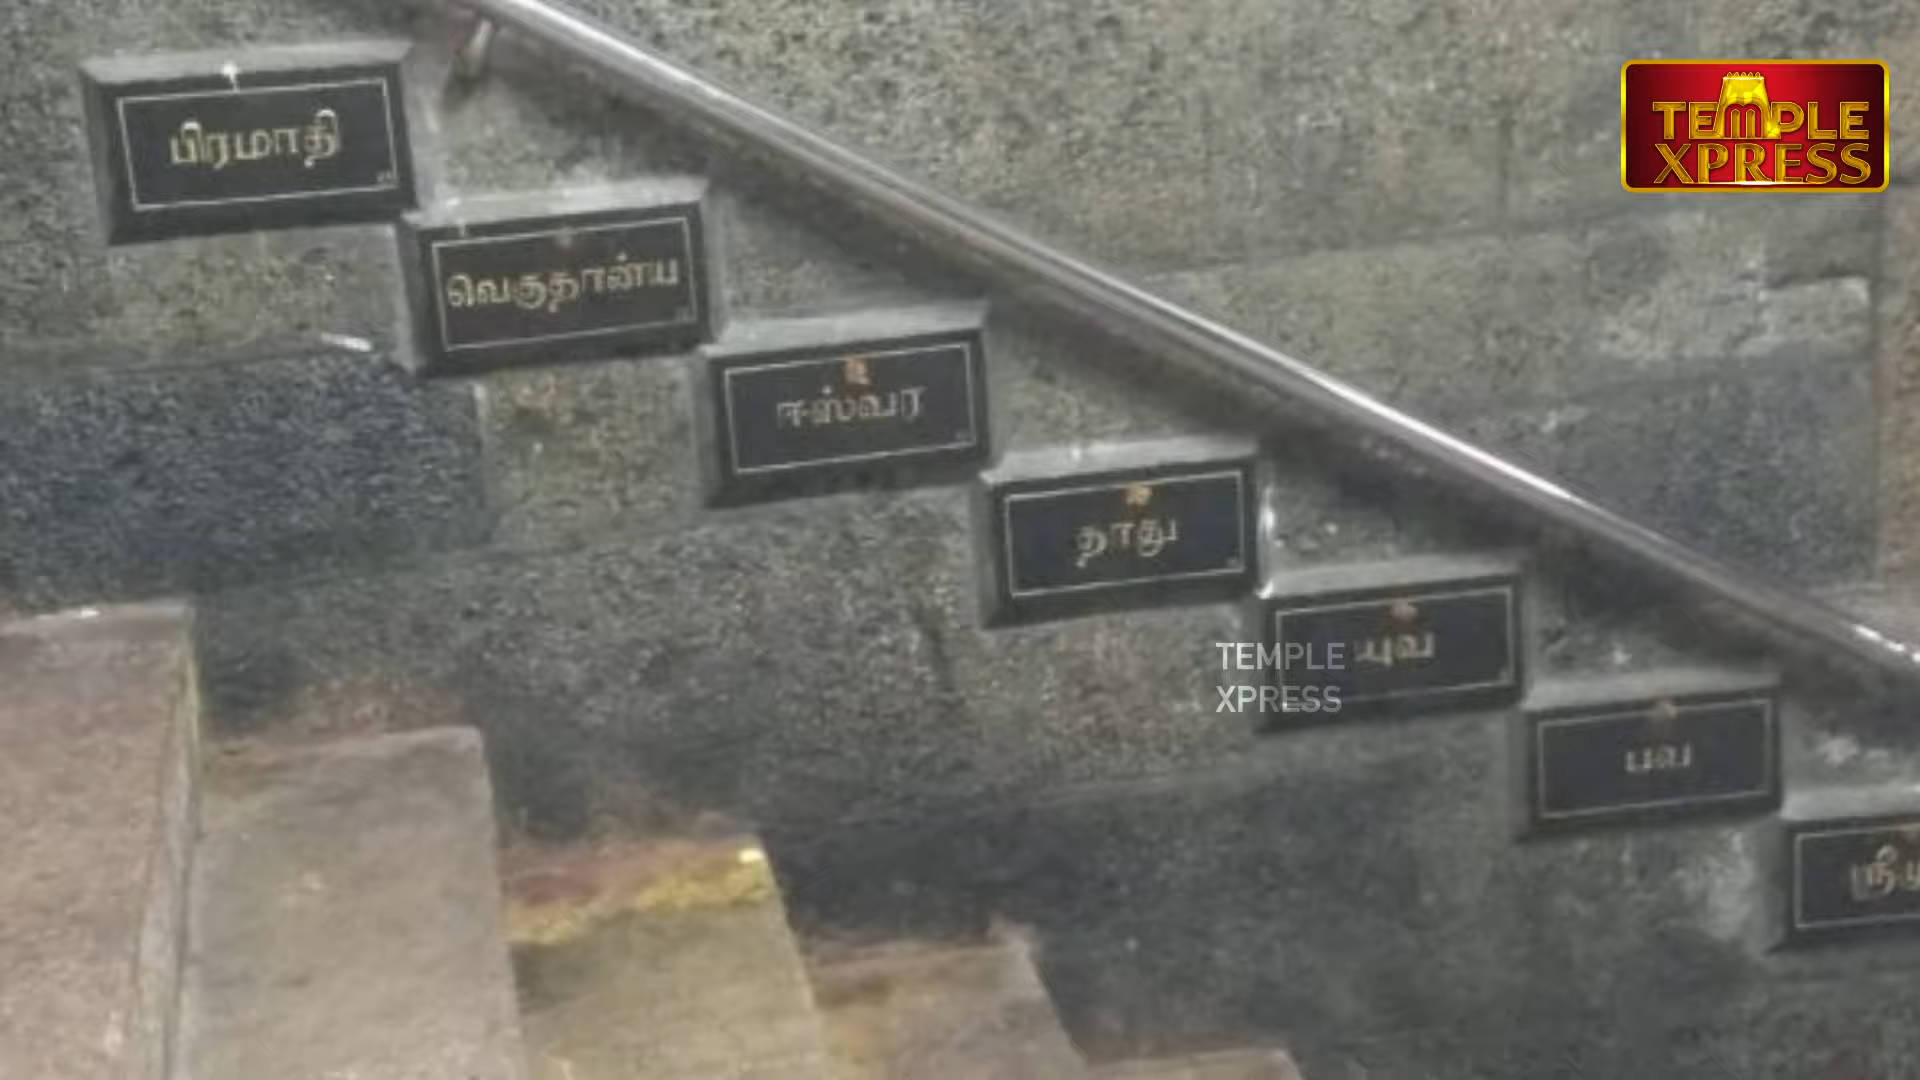 TEMPLE
XPRESS
பிரமாதி
வெகுதான்ய
ஈஸ்வர
தாது
TEMPLE
XPRESS
யுவ
பவ